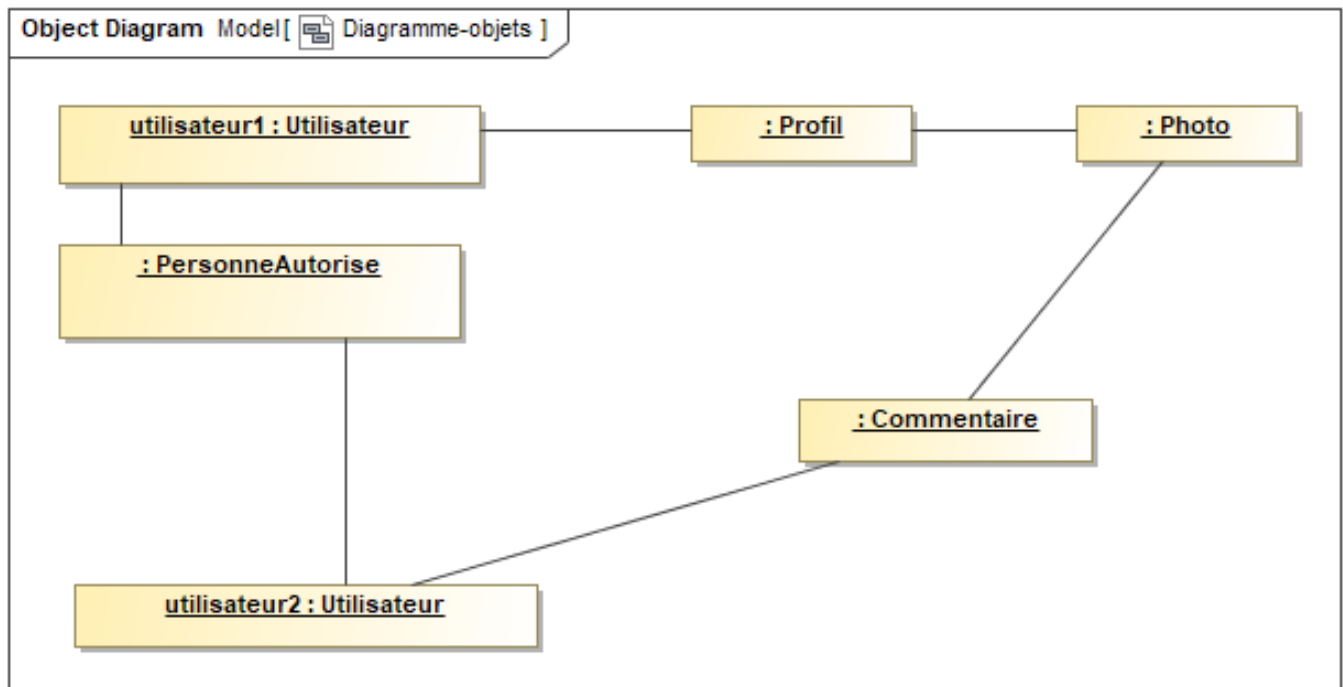 Object Diagram Model[ Diagramme-objets ]
utilisateur1 : Utilisateur
: Profil
: Photo
: PersonneAutorise
: Commentaire
utilisateur2 : Utilisateur